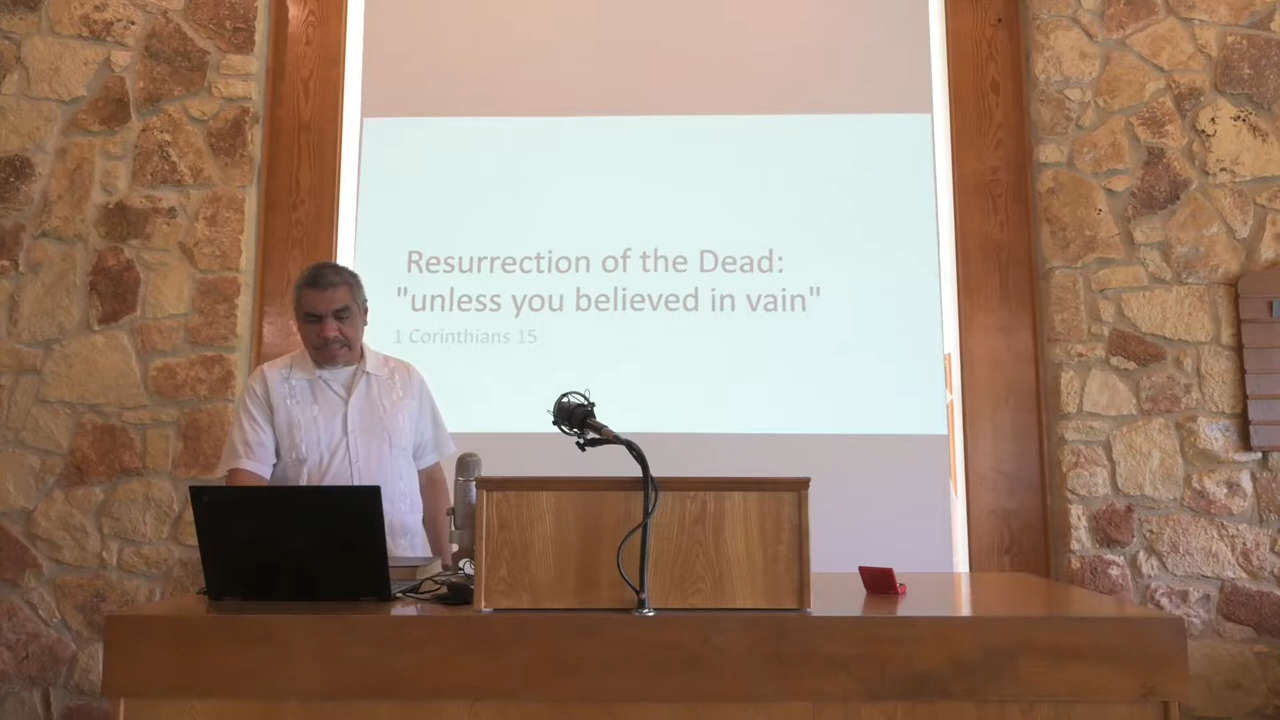 Resurrection of the Dead:
"unless you believed in vain"
1 Corinthians 15